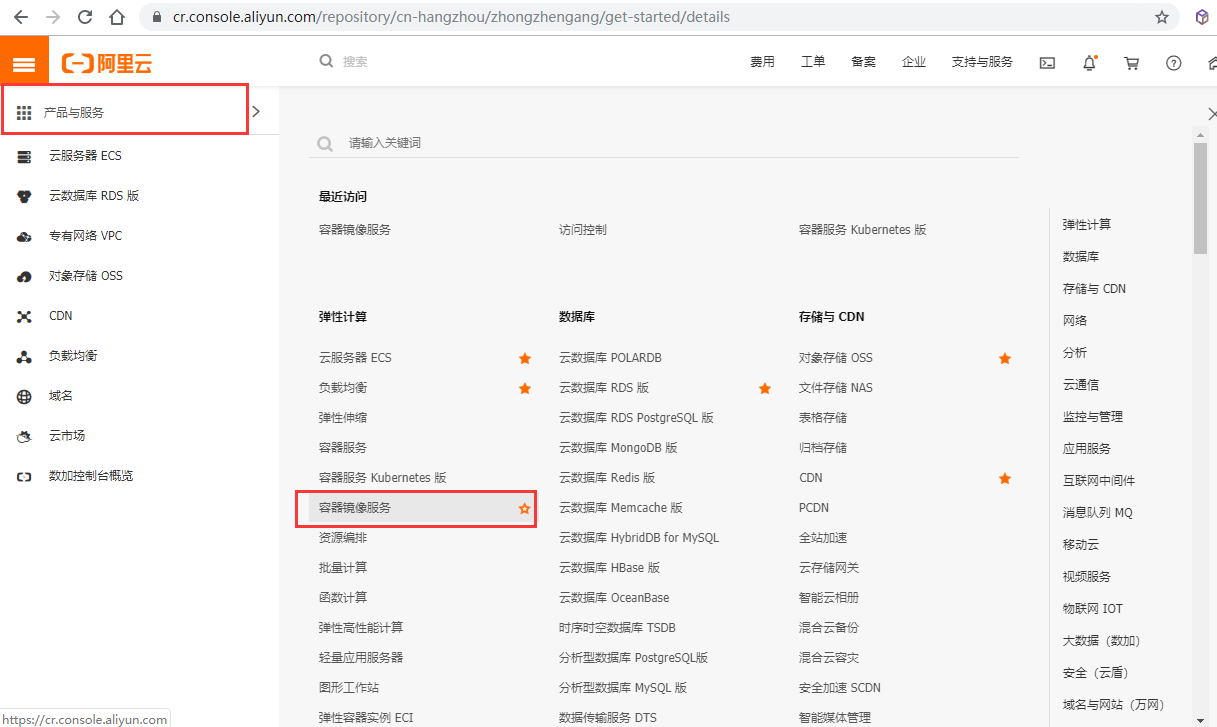 cr.console.aliyun.com/repository/cn-hangzhou/zhongzhengang/get-started/details
阿里云
搜索
费用 工单 备案 企业 支持与服务
产品与服务
云服务器 ECS
云数据库 RDS 版
专有网络 VPC
对象存储 OSS
CDN
负载均衡
域名
云市场
数加控制台概览
请输入关键词
最近访问
容器镜像服务 访问控制 容器服务 Kubernetes 版
弹性计算 数据库 存储与 CDN
云服务器 ECS 云数据库 POLARDB 对象存储 OSS
负载均衡 云数据库 RDS 版 文件存储 NAS
弹性伸缩 云数据库 RDS PostgreSQL 版 表格存储
容器服务 云数据库 MongoDB 版 归档存储
容器服务 Kubernetes 版 云数据库 Redis 版 CDN
容器镜像服务 云数据库 Memcache 版 PCDN
资源编排 云数据库 HybridDB for MySQL 全站加速
批量计算 云数据库 HBase 版 云存储网关
函数计算 云数据库 OceanBase 智能云相册
弹性高性能计算 时序时空数据库 TSDB 混合云备份
轻量应用服务器 分析型数据库 PostgreSQL版 混合云容灾
图形工作站 分析型数据库 MySQL 版 安全加速 SCDN
弹性容器实例 ECI 数据传输服务 DTS 智能媒体管理
弹性计算
数据库
存储与 CDN
网络
分析
云通信
监控与管理
应用服务
互联网中间件
消息队列 MQ
移动云
视频服务
物联网 IOT
大数据（数加）
安全（云盾）
域名与网站（万网）
https://cr.console.aliyun.com